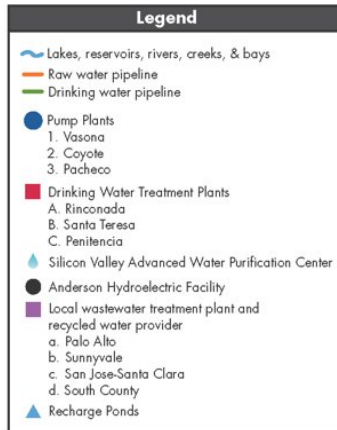 Legend
Lakes, reservoirs, rivers, creeks, & bays
Raw water pipeline
Drinking water pipeline
Pump Plants
1. Vasona
2. Coyote
3. Pacheco
Drinking Water Treatment Plants
A. Rinconada
B. Santa Teresa
C. Penitencia
Silicon Valley Advanced Water Purification Center
Anderson Hydroelectric Facility
Local wastewater treatment plant and
recycled water provider
a. Palo Alto
b. Sunnyvale
c. San Jose-Santa Clara
d. South County
Recharge Ponds